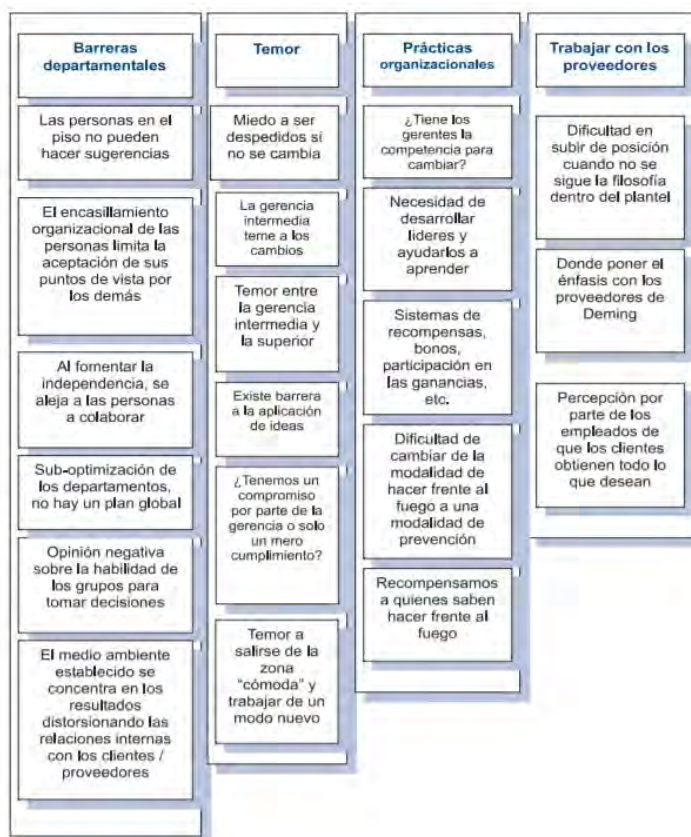 Barreras
departamentales
Las personas en el
piso no pueden
hacer sugerencias
El encasillamiento
organizacional de las
personas limita la
aceptación de sus
puntos de vista por
los demás
Al fomentar la
independencia, se
aleja a las personas
a colaborar
Sub-optimización de
los departamentos,
no hay un plan global
Opinión negativa
sobre la habilidad de
los grupos para
tomar decisiones
El medio ambiente
establecido se
concentra en los
resultados
distorsionando las
relaciones internas
con los clientes /
proveedores
Temor
Miedo a ser
despedidos si
no se cambia
La gerencia
intermedia
teme a los
cambios
Temor entre
la gerencia
intermedia y
la superior
Existe barrera
a la aplicación
de ideas
¿Tenemos un
compromiso
por parte de la
gerencia o solo
un mero
cumplimiento?
Temor a
salirse de la
zona
“cómoda” y
trabajar de un
modo nuevo
Prácticas
organizacionales
¿Tiene los
gerentes la
competencia para
cambiar?
Necesidad de
desarrollar
lideres y
ayudarlos a
aprender
Sistemas de
recompensas,
bonos,
participación en
las ganancias,
etc.
Dificultad de
cambiar de la
modalidad de
hacer frente al
fuego a una
modalidad de
prevención
Recompensamos
a quienes saben
hacer frente al
fuego
Trabajar con los
proveedores
Dificultad en
subir de posición
cuando no se
sigue la filosofía
dentro del plantel
Donde poner el
énfasis con los
proveedores de
Deming
Percepción por
parte de los
empleados de
que los clientes
obtienen todo lo
que desean